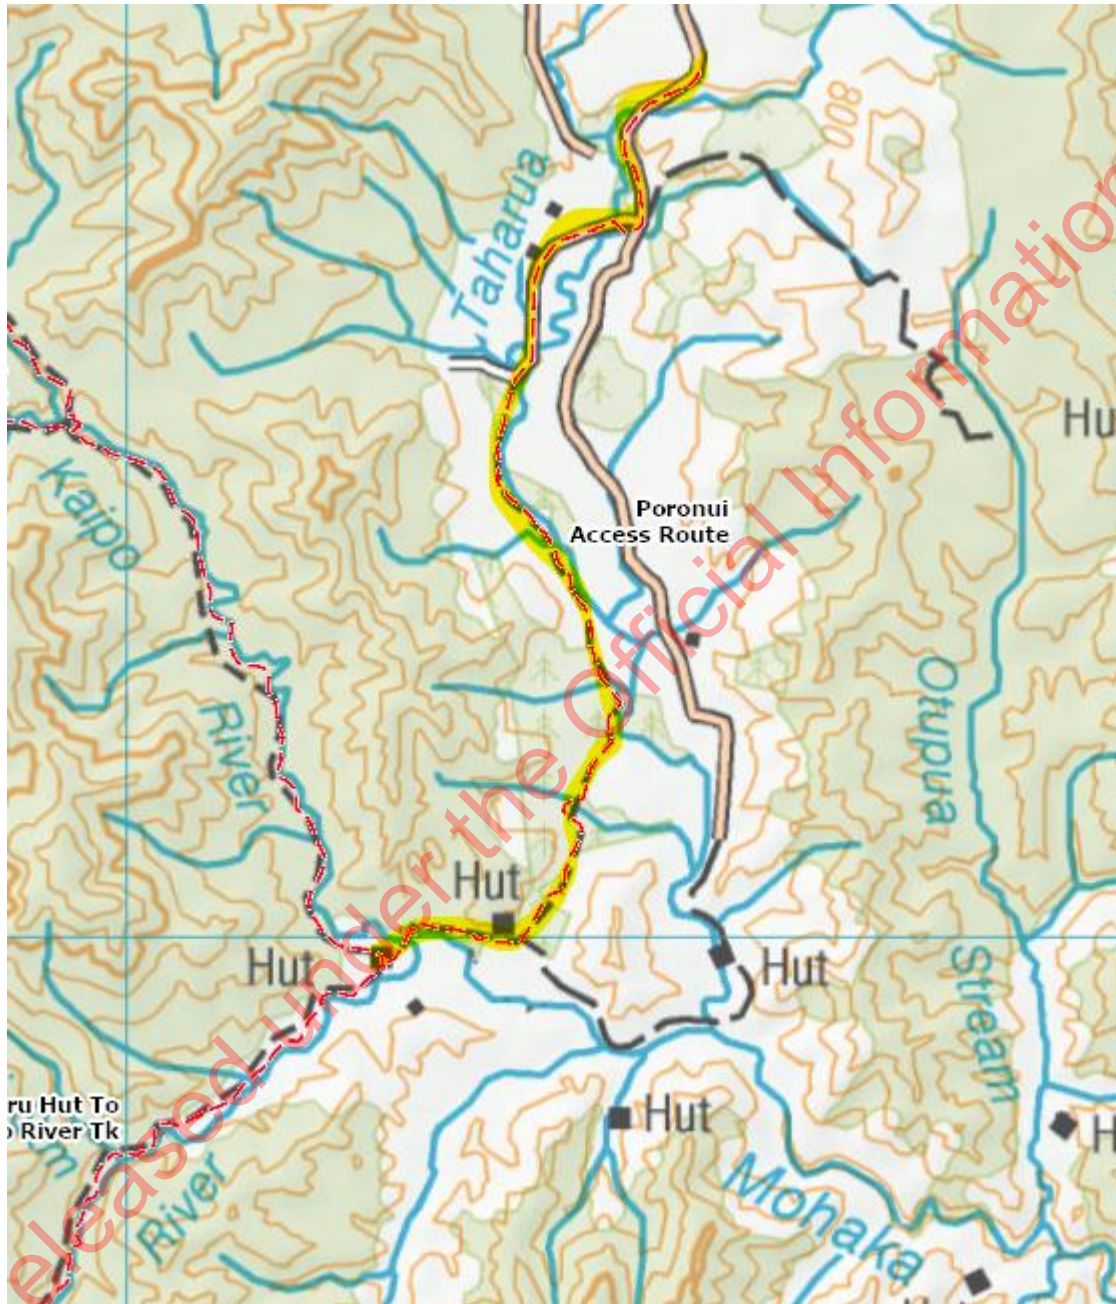 800
Taharua
Hu
Kaipo
Poronui
Access Route
Otupua
River
Hut
Hut
Hut
Stream
ru Hut To
River Tk
Hut
H
m
River
Mohaka
eleased under the Official Information